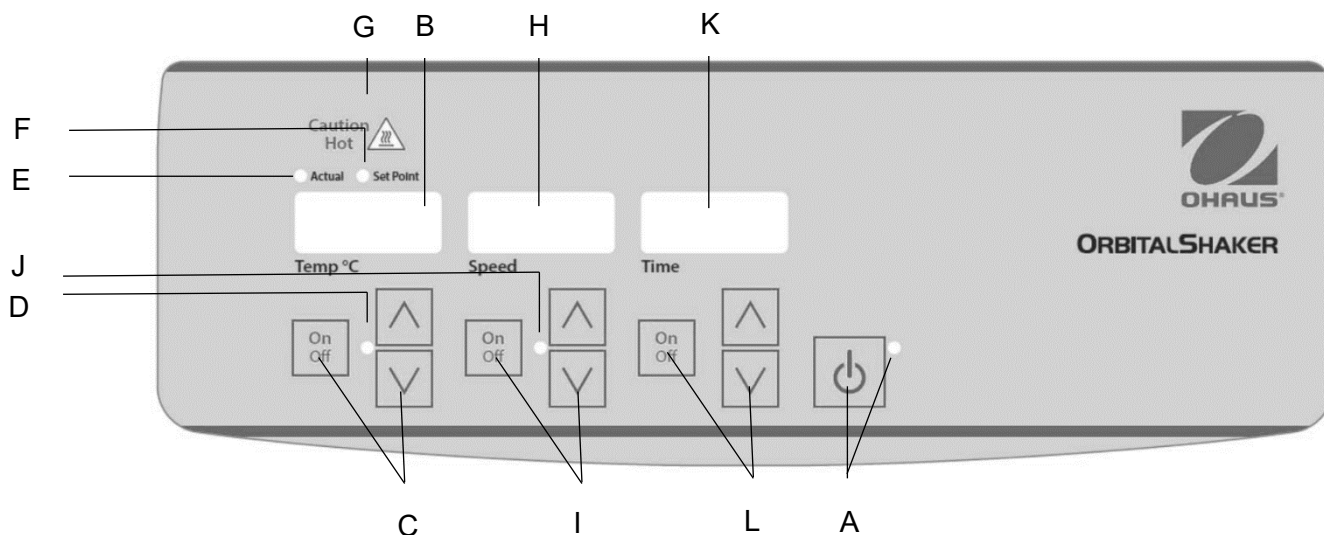 G B H K
F
Caution
Hot
E
Actual Set Point
OHAUS®
ORBITALSHAKER
J
Temp °C Speed Time
D
On
Off
On
Off
On
Off
C I L A